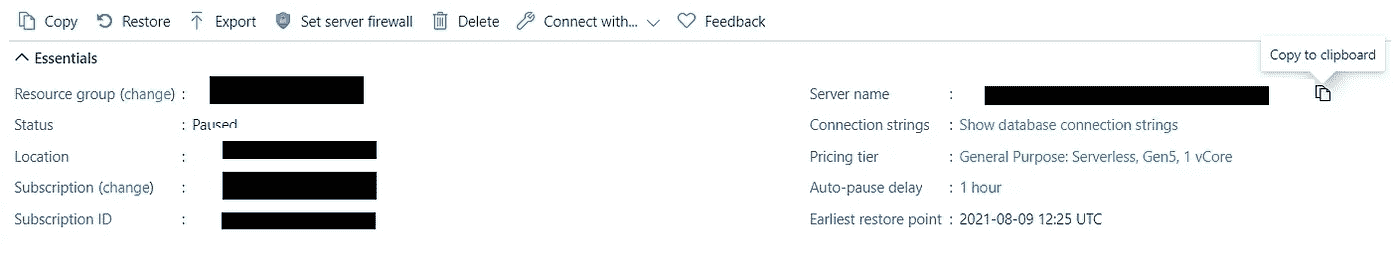 Copy Restore Export Set server firewall Delete Connect with... Feedback
Essentials
Copy to clipboard
Resource group (change) :
Status : Paused
Location :
Subscription (change) :
Subscription ID :
Server name :
Connection strings : Show database connection strings
Pricing tier : General Purpose: Serverless, Gen5, 1 vCore
Auto-pause delay : 1 hour
Earliest restore point : 2021-08-09 12:25 UTC